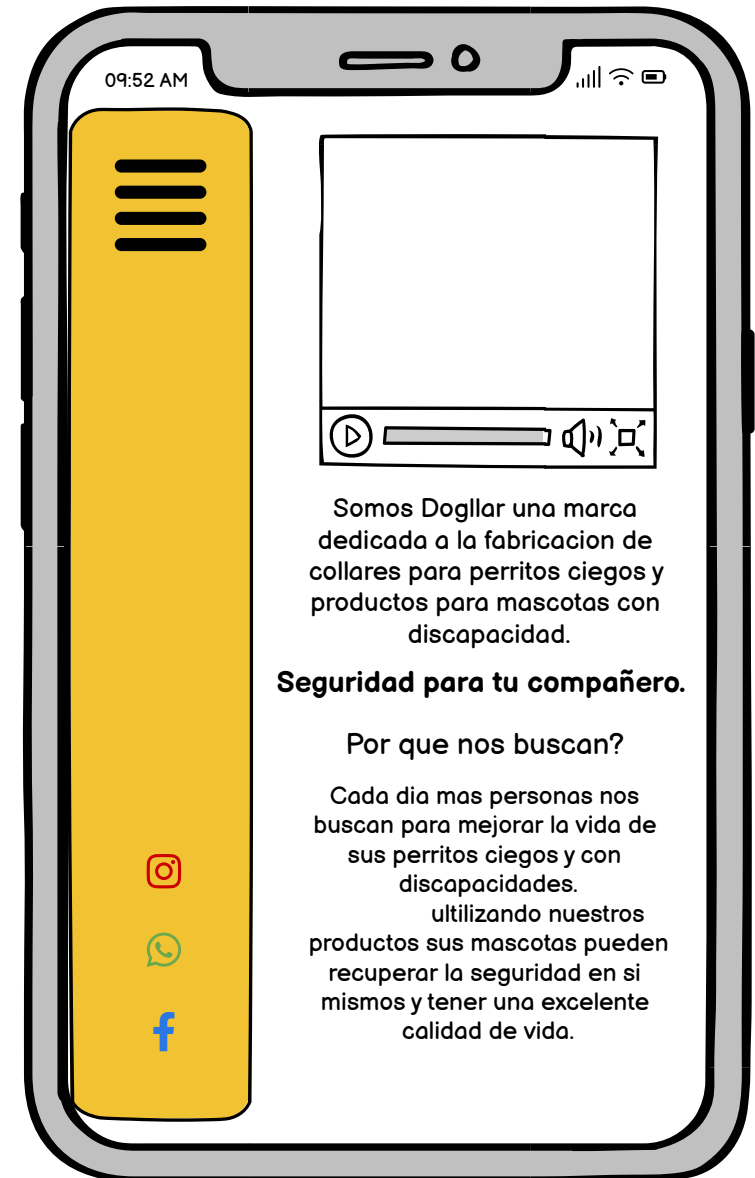 09:52 AM
Somos Dogllar una marca
dedicada a la fabricacion de
collares para perritos ciegos y
productos para mascotas con
discapacidad.
Seguridad para tu compañero.
Por que nos buscan?
Cada dia mas personas nos
buscan para mejorar la vida de
sus perritos ciegos y con
discapacidades.
ultilizando nuestros
productos sus mascotas pueden
recuperar la seguridad en si
mismos y tener una excelente
calidad de vida.